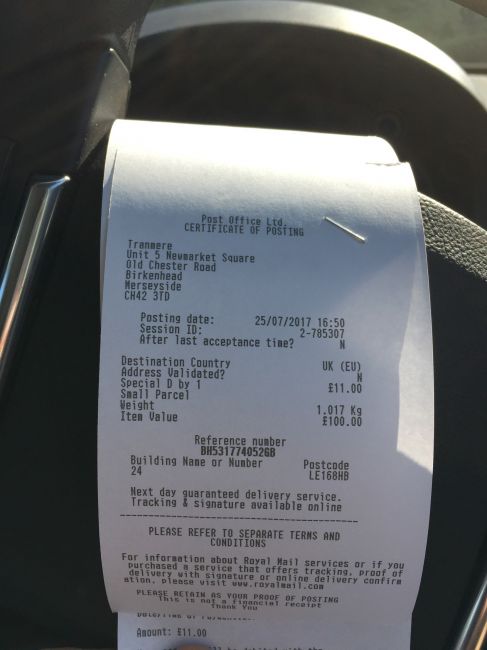 Post Office Ltd.
CERTIFICATE OF POSTING
Tranmere
Unit 5 Newmarket Square
Old Chester Road
Birkenhead
Merseyside
CH42 3TD
Posting date: 25/07/2017 16:50
Session ID: 2-785307
After last acceptance time? N
Destination Country UK (EU)
Address Validated? N
Special D by 1 £11.00
Small Parcel
Weight 1.017 Kg
Item Value £100.00
Reference number
BH531774052GB
Building Name or Number Postcode
24 LE168HB
Next day guaranteed delivery service.
Tracking & signature available online
PLEASE REFER TO SEPARATE TERMS AND
CONDITIONS
For information about Royal Mail services or if you
purchased a service that offers tracking, proof of
delivery with signature or online delivery confirm
ation, please visit www.royalmail.com
PLEASE RETAIN AS YOUR PROOF OF POSTING
This is not a financial receipt
Thank You
Amount: £11.00